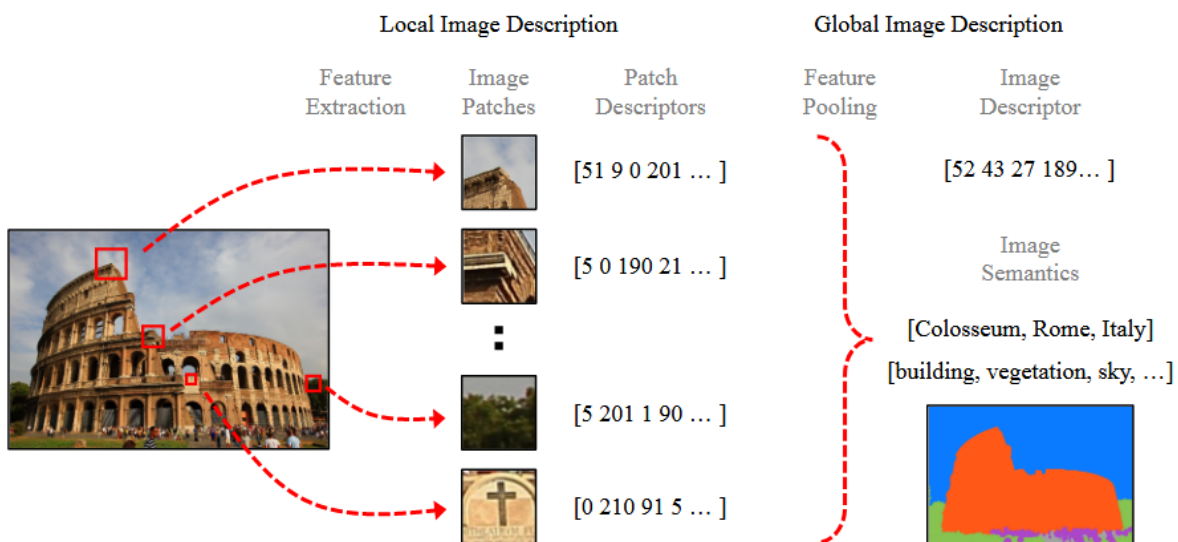 Local Image Description
Global Image Description
Feature
Extraction
Image
Patches
Patch
Descriptors
Feature
Pooling
Image
Descriptor
[51 9 0 201 … ]
[52 43 27 189… ]
[5 0 190 21 … ]
Image
Semantics
[Colosseum, Rome, Italy]
[building, vegetation, sky, …]
[5 201 1 90 … ]
[0 210 91 5 … ]